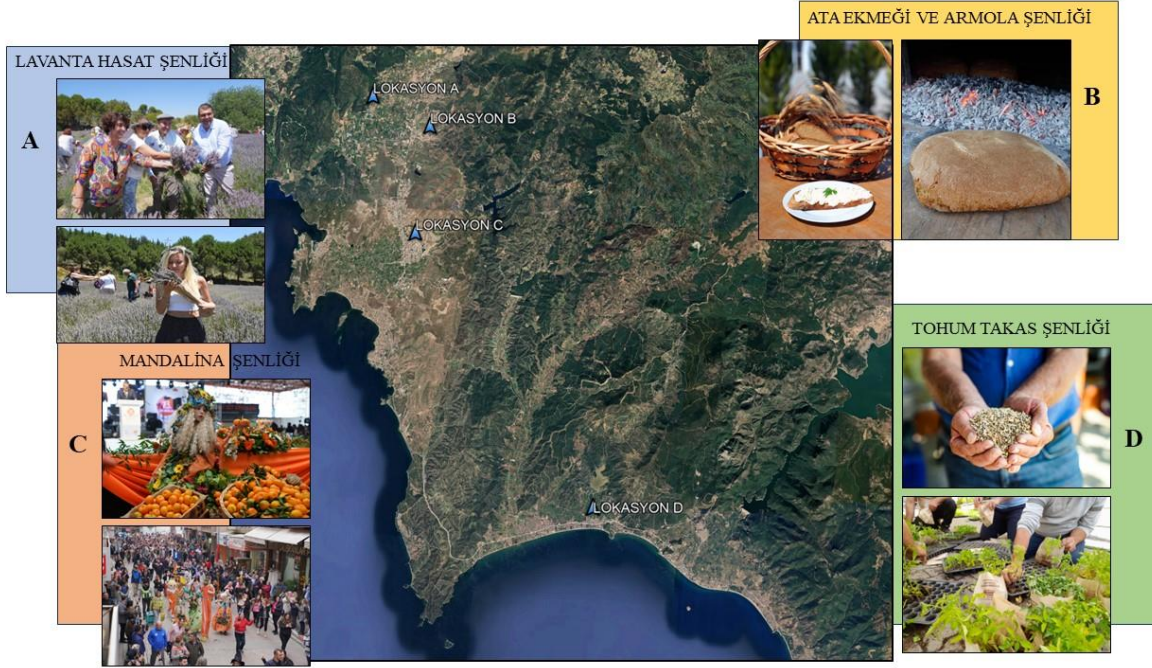 ATA EKMEĞİ VE ARMOLA ŞENLİĞİ
B
LAVANTA HASAT ŞENLİĞİ
A
LOKASYON A
LOKASYON B
LOKASYON C
LOKASYON D
MANDALİNA ŞENLİĞİ
C
TOHUM TAKAS ŞENLİĞİ
D